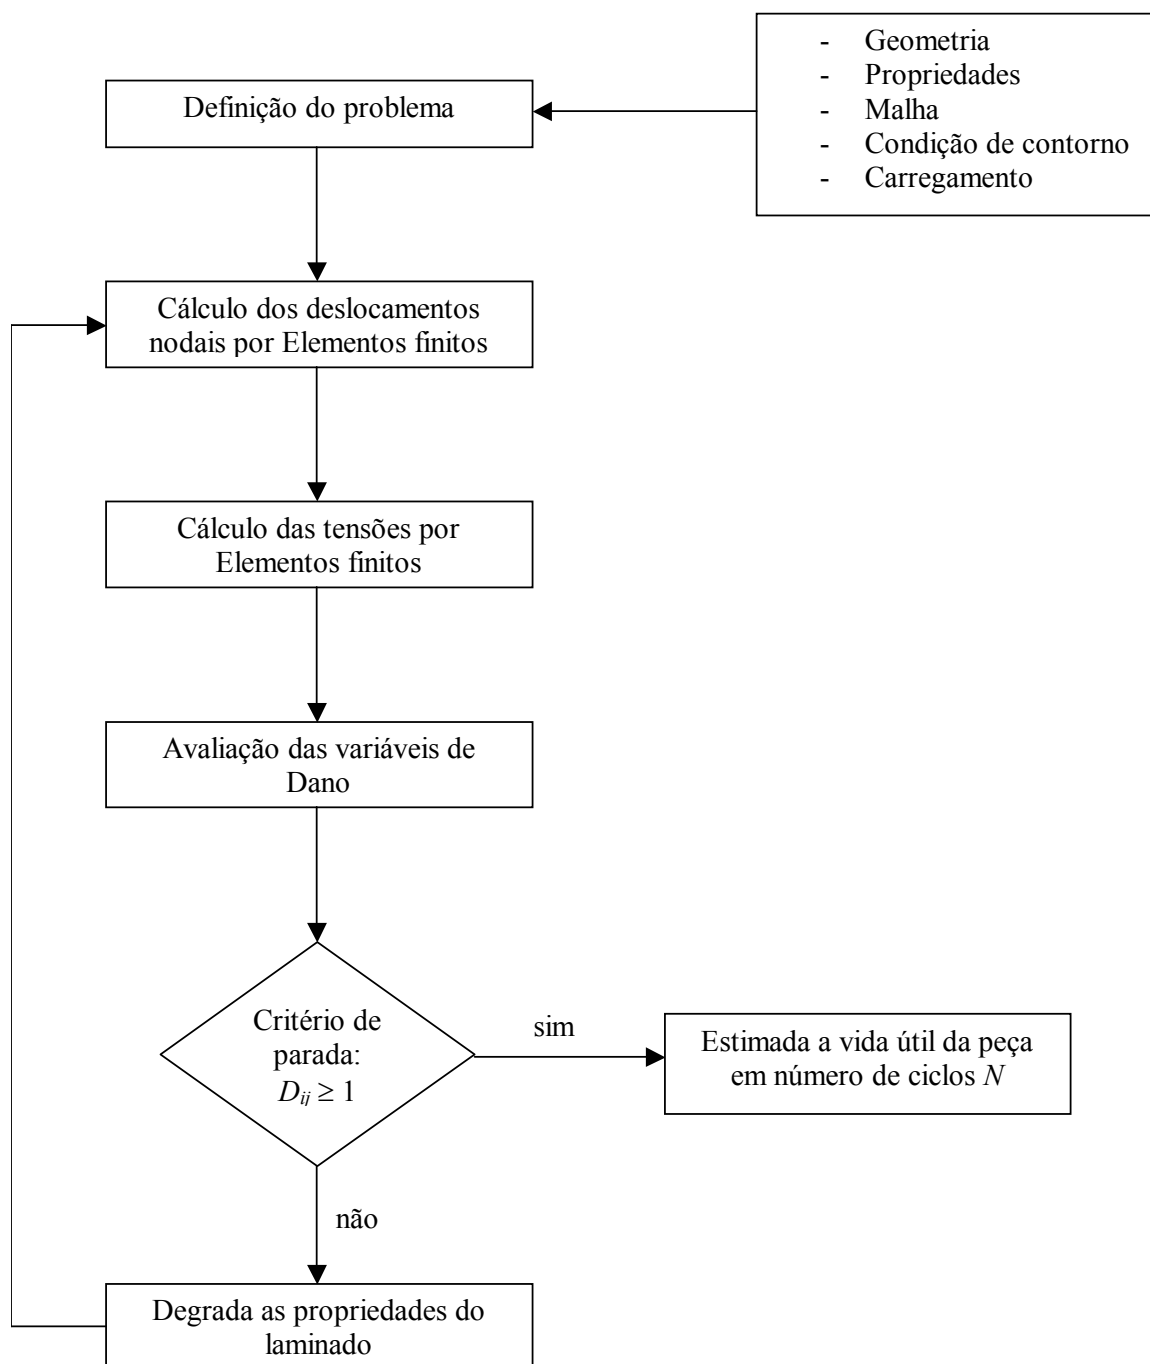 Definição do problema
- Geometria
- Propriedades
- Malha
- Condição de contorno
- Carregamento
Cálculo dos deslocamentos
nodais por Elementos finitos
Cálculo das tensões por
Elementos finitos
Avaliação das variáveis de
Dano
Critério de
parada:
D_{ij} ≥ 1
sim
Estimada a vida útil da peça
em número de ciclos N
não
Degrada as propriedades do
laminado